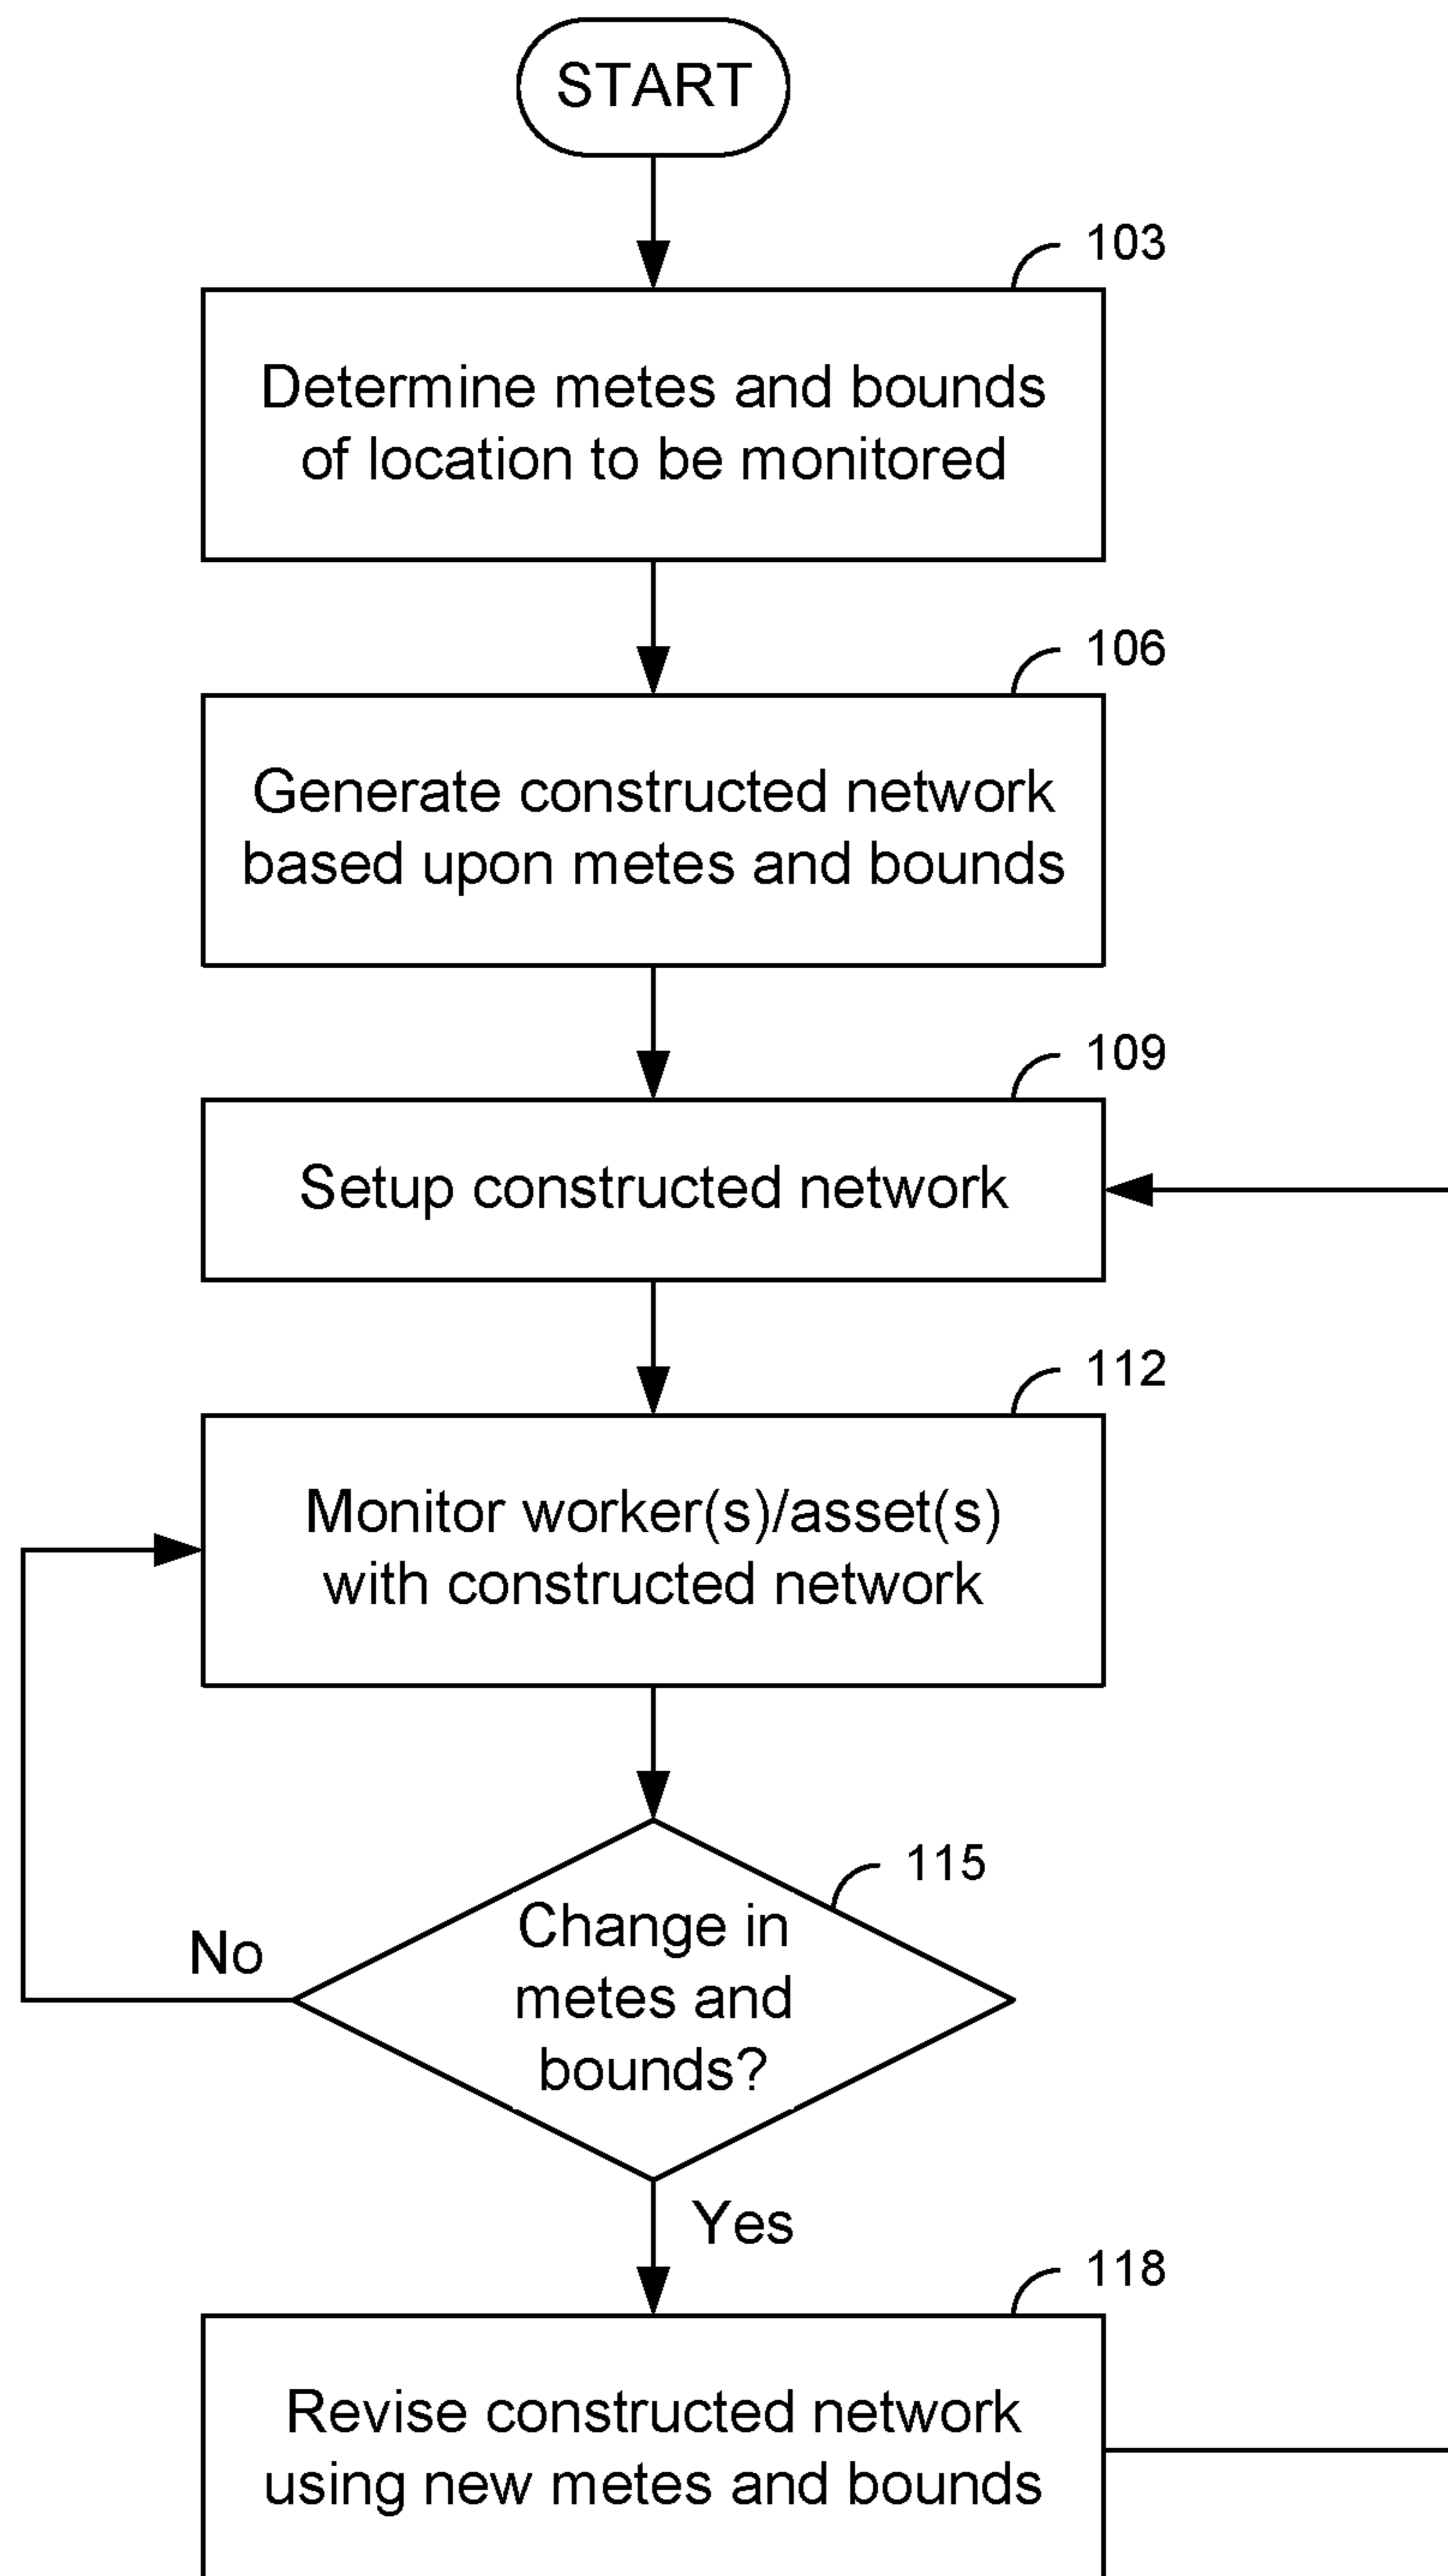 START
103
Determine metes and bounds
of location to be monitored
106
Generate constructed network
based upon metes and bounds
109
Setup constructed network
112
Monitor worker(s)/asset(s)
with constructed network
115
Change in
metes and
bounds?
No
Yes
118
Revise constructed network
using new metes and bounds